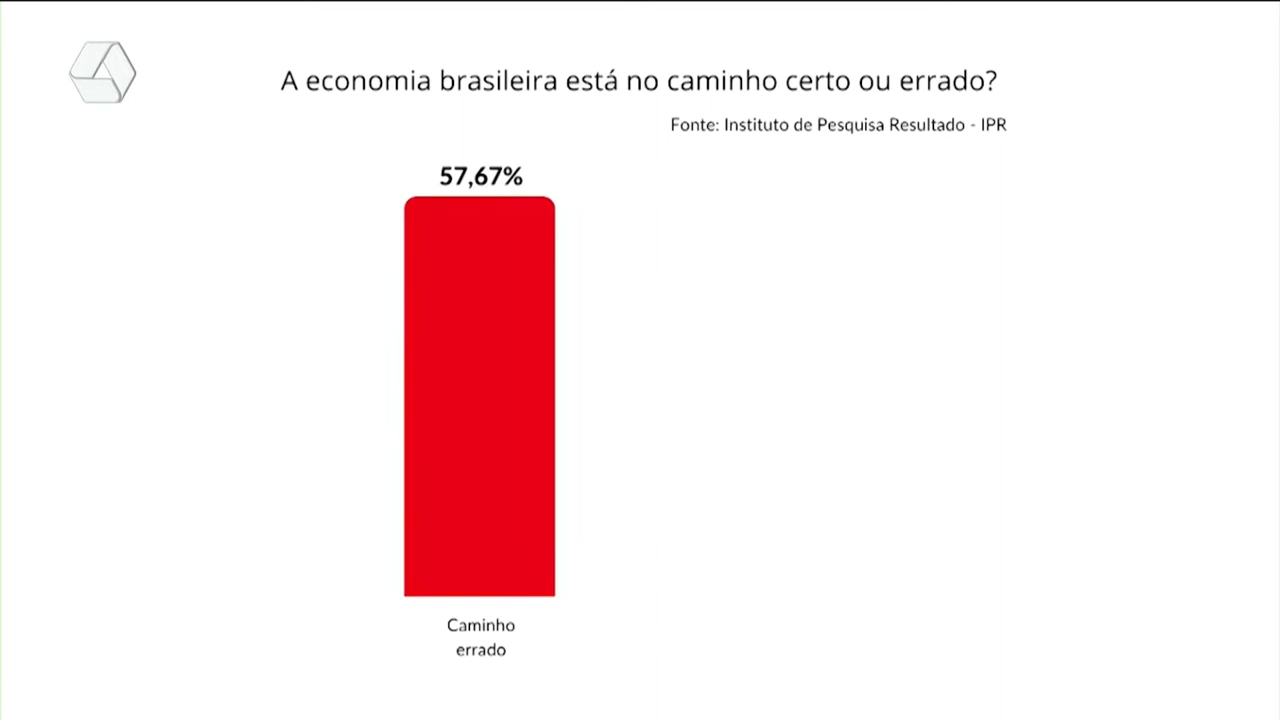 A economia brasileira está no caminho certo ou errado?
Fonte: Instituto de Pesquisa Resultado - IPR
57,67%
Caminho
errado